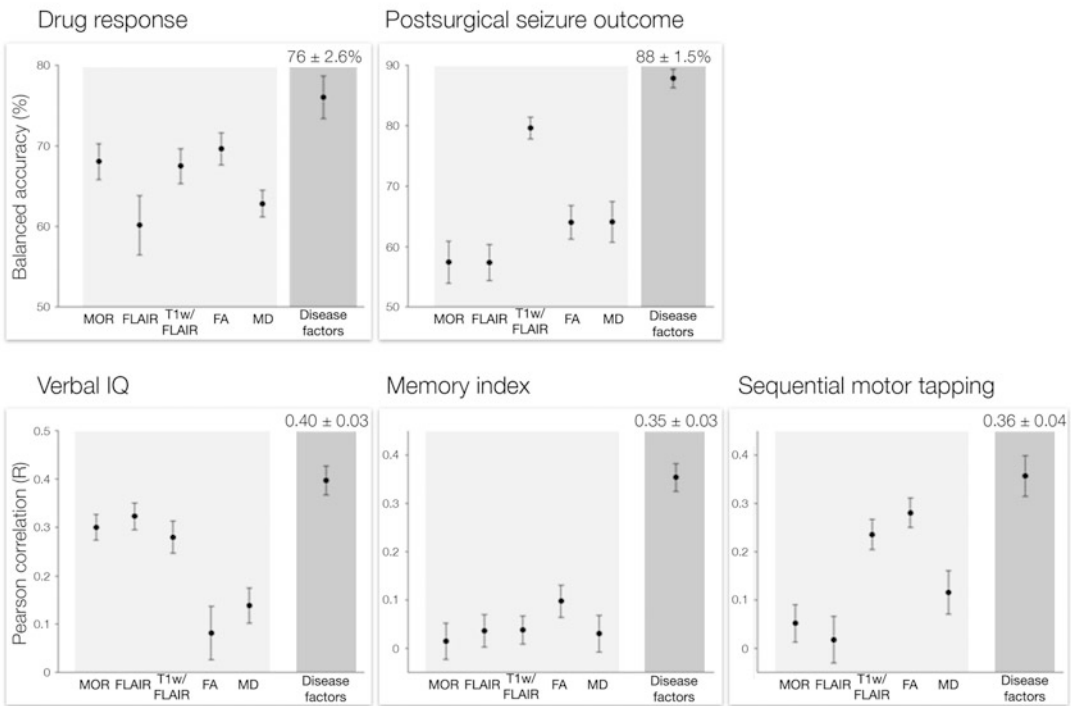 Drug response
76 ± 2.6%
Balanced accuracy (%)
80
70
60
50
MOR FLAIR T1w/ FA MD Disease
FLAIR factors
Postsurgical seizure outcome
88 ± 1.5%
90
80
70
60
50
MOR FLAIR T1w/ FA MD Disease
FLAIR factors
Verbal IQ
0.40 ± 0.03
Pearson correlation (R)
0.5
0.4
0.3
0.2
0.1
0
MOR FLAIR T1w/ FA MD Disease
FLAIR factors
Memory index
0.35 ± 0.03
0.4
0.3
0.2
0.1
0
MOR FLAIR T1w/ FA MD Disease
FLAIR factors
Sequential motor tapping
0.36 ± 0.04
0.4
0.3
0.2
0.1
0
MOR FLAIR T1w/ FA MD Disease
FLAIR factors